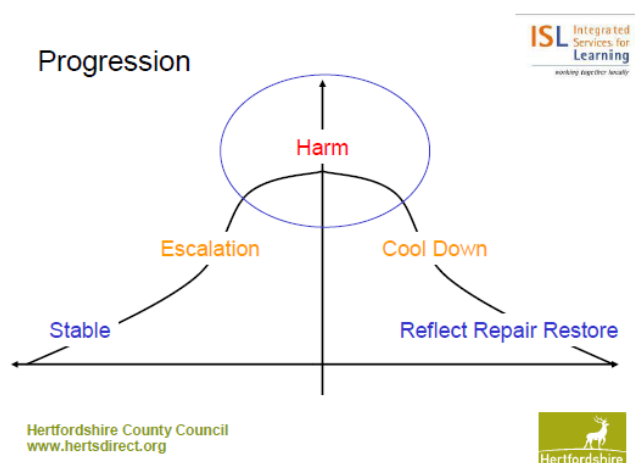 ISL Integrated
Services for
Learning
working together locally
Progression
Harm
Escalation
Cool Down
Stable
Reflect Repair Restore
Hertfordshire County Council
www.hertsdirect.org
Hertfordshire